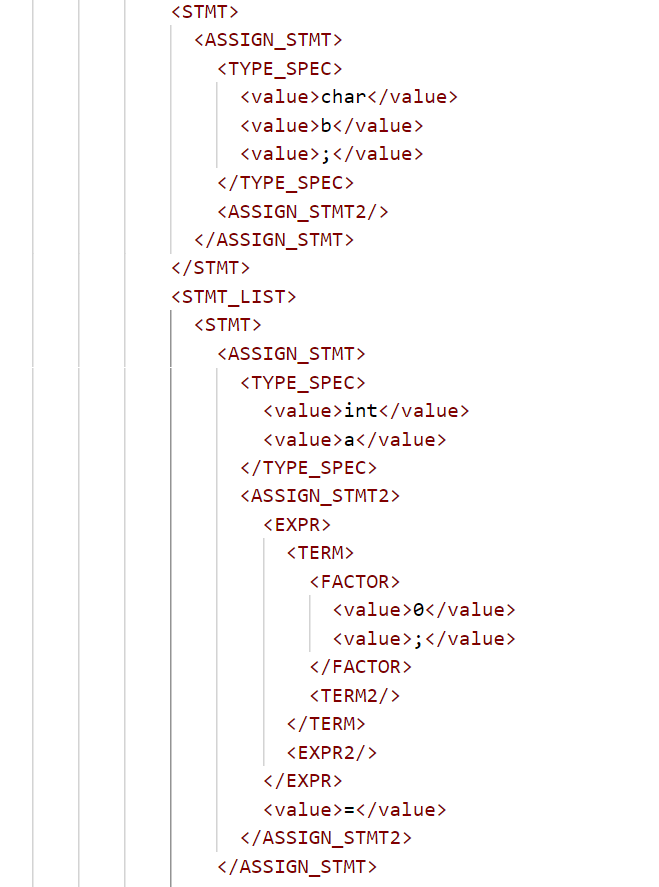 <STMT>
<ASSIGN_STMT>
<TYPE_SPEC>
<value>char</value>
<value>b</value>
<value>;</value>
</TYPE_SPEC>
<ASSIGN_STMT2/>
</ASSIGN_STMT>
</STMT>
<STMT_LIST>
<STMT>
<ASSIGN_STMT>
<TYPE_SPEC>
<value>int</value>
<value>a</value>
</TYPE_SPEC>
<ASSIGN_STMT2>
<EXPR>
<TERM>
<FACTOR>
<value>0</value>
<value>;</value>
</FACTOR>
<TERM2/>
</TERM>
<EXPR2/>
</EXPR>
<value>=</value>
</ASSIGN_STMT2>
</ASSIGN_STMT>